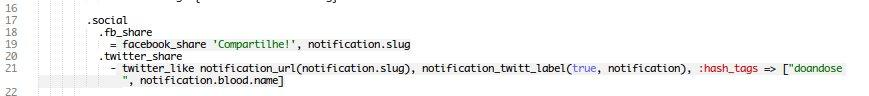 16
17 .social
18 .fb_share
19 = facebook_share 'Compartilhe!', notification.slug
20 .twitter_share
21 - twitter_like notification_url(notification.slug), notification_twitt_label(true, notification), :hash_tags => ["doandose
", notification.blood.name]
22